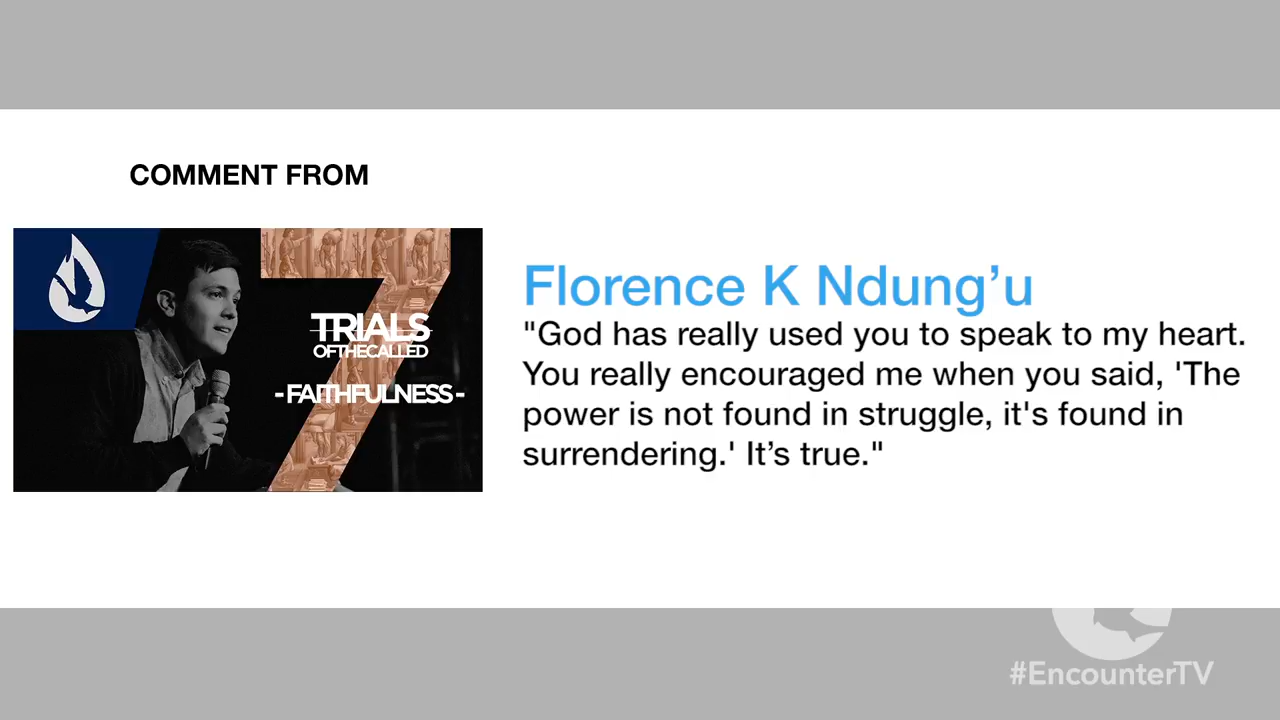 COMMENT FROM
TRIALS
OFTHECALLED
- FAITHFULNESS -
7
Florence K Ndung’u
"God has really used you to speak to my heart.
You really encouraged me when you said, 'The
power is not found in struggle, it's found in
surrendering.' It’s true."
#EncounterTV